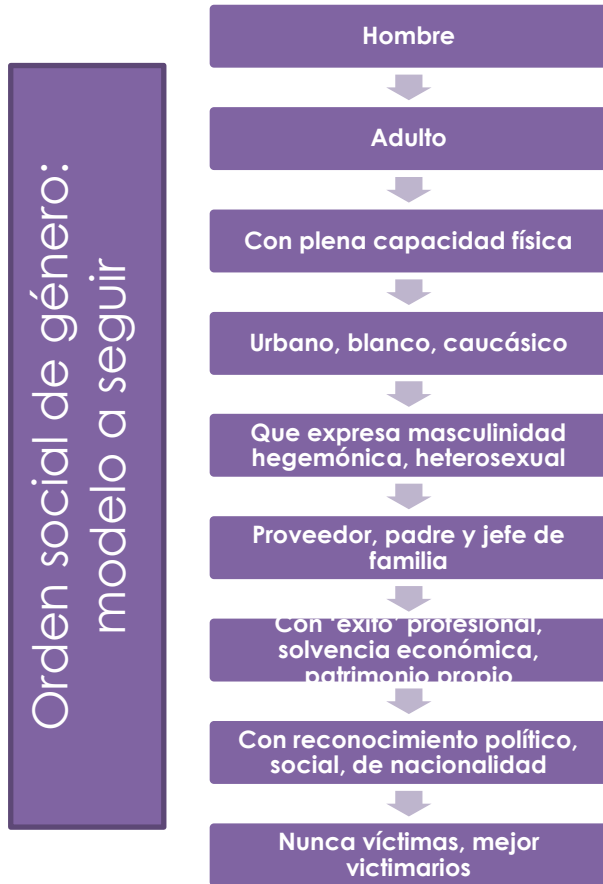 Orden social de género:
modelo a seguir
Hombre
Adulto
Con plena capacidad física
Urbano, blanco, caucásico
Que expresa masculinidad
hegemónica, heterosexual
Proveedor, padre y jefe de
familia
Con ‘éxito’ profesional,
solvencia económica,
patrimonio propio
Con reconocimiento político,
social, de nacionalidad
Nunca víctimas, mejor
victimarios